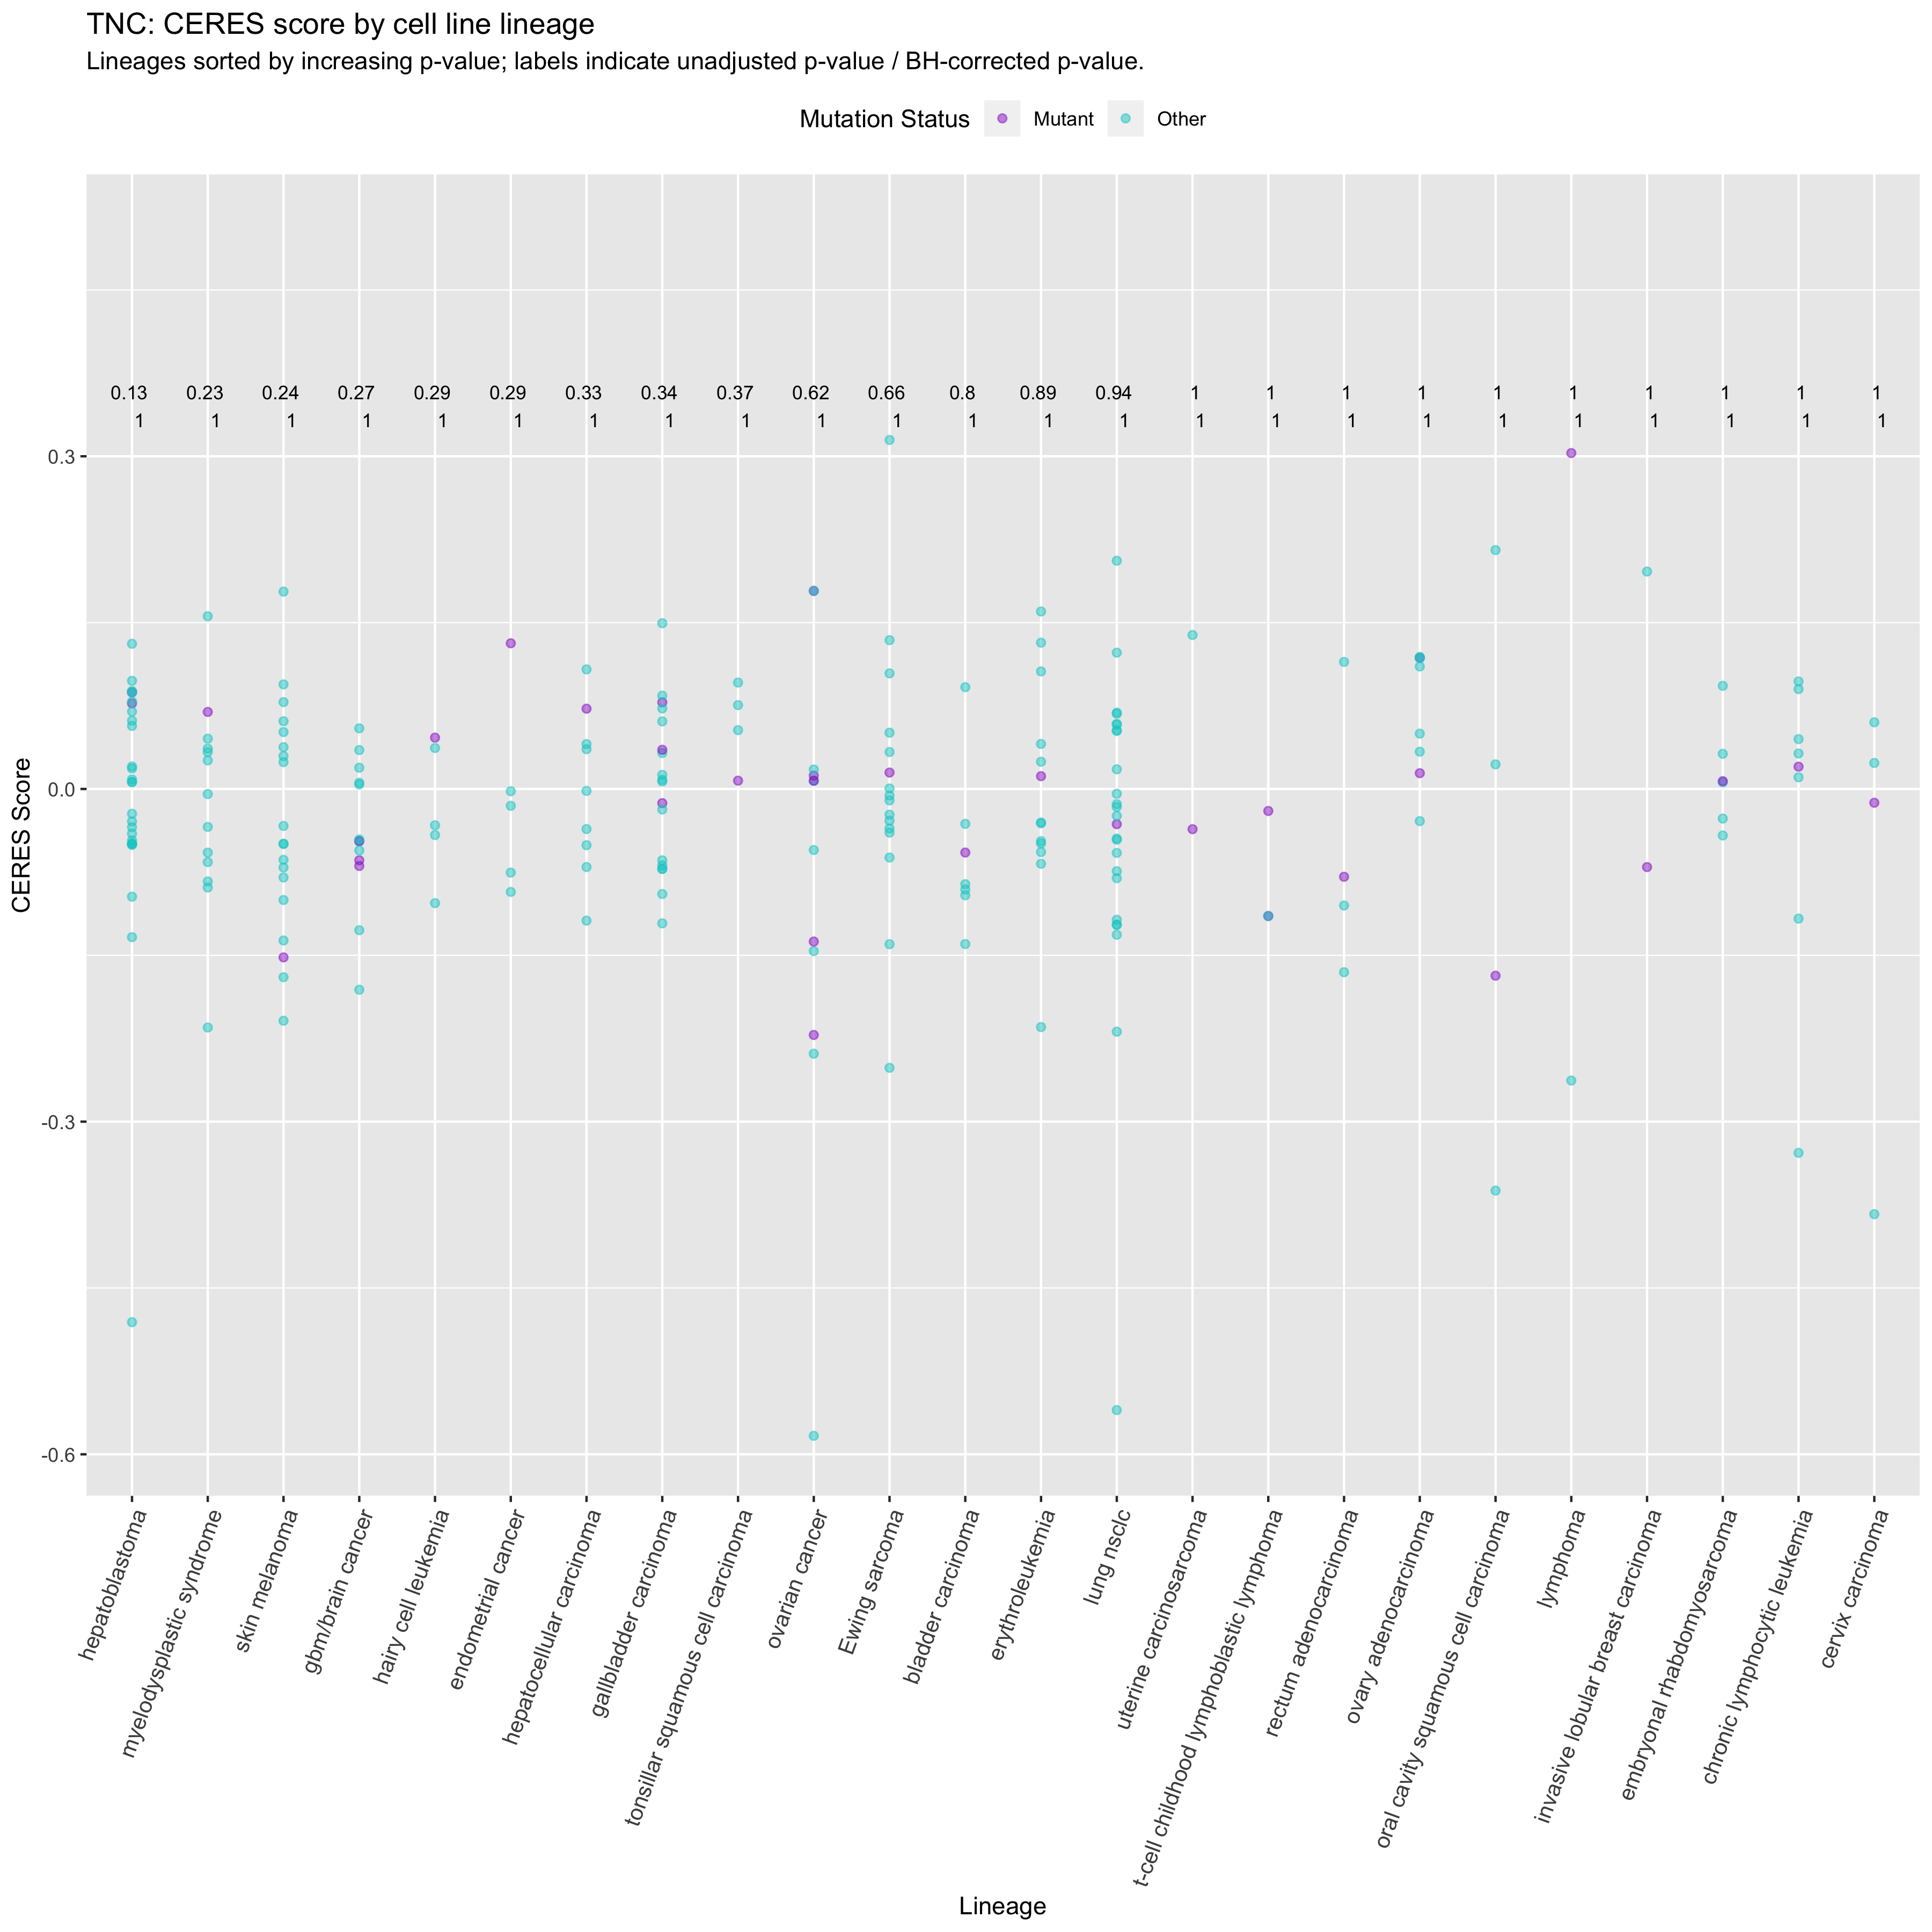 TNC: CERES score by cell line lineage
Lineages sorted by increasing p-value; labels indicate unadjusted p-value / BH-corrected p-value.
Mutation Status Mutant Other
0.13 0.23 0.24 0.27 0.29 0.29 0.33 0.34 0.37 0.62 0.66 0.8 0.89 0.94 1 1 1 1 1 1 1 1 1 1
1 1 1 1 1 1 1 1 1 1 1 1 1 1 1 1 1 1 1 1 1 1 1 1
0.3
0.0
-0.3
-0.6
CERES Score
hepatoblastoma
myelodysplastic syndrome
skin melanoma
gbm/brain cancer
hairy cell leukemia
endometrial cancer
hepatocellular carcinoma
gallbladder carcinoma
tonsillar squamous cell carcinoma
ovarian cancer
Ewing sarcoma
bladder carcinoma
erythroleukemia
lung nsclc
uterine carcinosarcoma
t-cell childhood lymphoblastic lymphoma
rectum adenocarcinoma
ovary adenocarcinoma
oral cavity squamous cell carcinoma
lymphoma
invasive lobular breast carcinoma
embryonal rhabdomyosarcoma
chronic lymphocytic leukemia
cervix carcinoma
Lineage